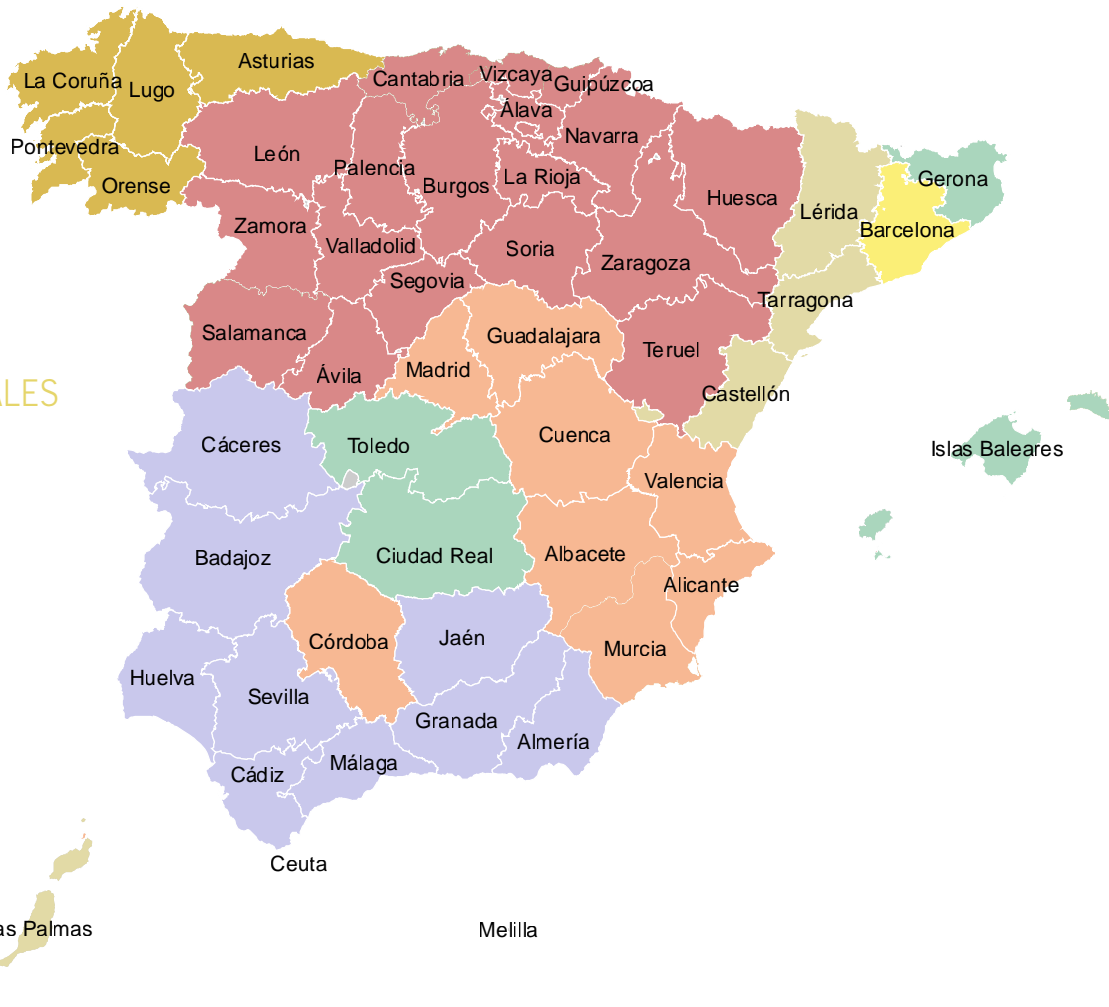 Asturias
Cantabria
Vizcaya
Guipúzcoa
La Coruña
Lugo
Álava
Navarra
Pontevedra
León
Palencia
Burgos
La Rioja
Orense
Huesca
Lérida
Gerona
Barcelona
Zamora
Valladolid
Soria
Zaragoza
Segovia
Tarragona
Salamanca
Guadalajara
Teruel
Ávila
Madrid
ALES
Castellón
Cáceres
Toledo
Cuenca
Islas Baleares
Valencia
Badajoz
Ciudad Real
Albacete
Alicante
Córdoba
Jaén
Murcia
Huelva
Sevilla
Granada
Almería
Cádiz
Málaga
Ceuta
as Palmas
Melilla